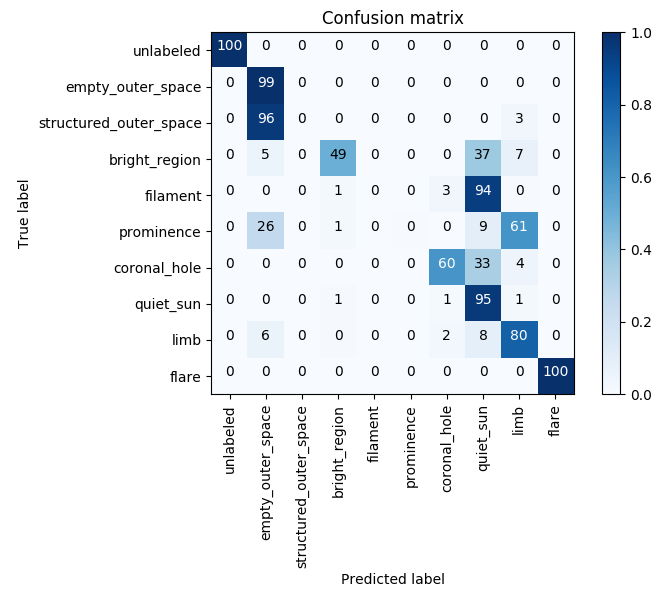 Confusion matrix
True label
unlabeled 100 0 0 0 0 0 0 0 0 0
empty_outer_space 0 99 0 0 0 0 0 0 0 0
structured_outer_space 0 96 0 0 0 0 0 0 3 0
bright_region 0 5 0 49 0 0 0 37 7 0
filament 0 0 0 1 0 0 3 94 0 0
prominence 0 26 0 1 0 0 0 9 61 0
coronal_hole 0 0 0 0 0 0 60 33 4 0
quiet_sun 0 0 0 1 0 0 1 95 1 0
limb 0 6 0 0 0 0 2 8 80 0
flare 0 0 0 0 0 0 0 0 0 100
unlabeled
empty_outer_space
structured_outer_space
bright_region
filament
prominence
coronal_hole
quiet_sun
limb
flare
Predicted label
1.0
0.8
0.6
0.4
0.2
0.0